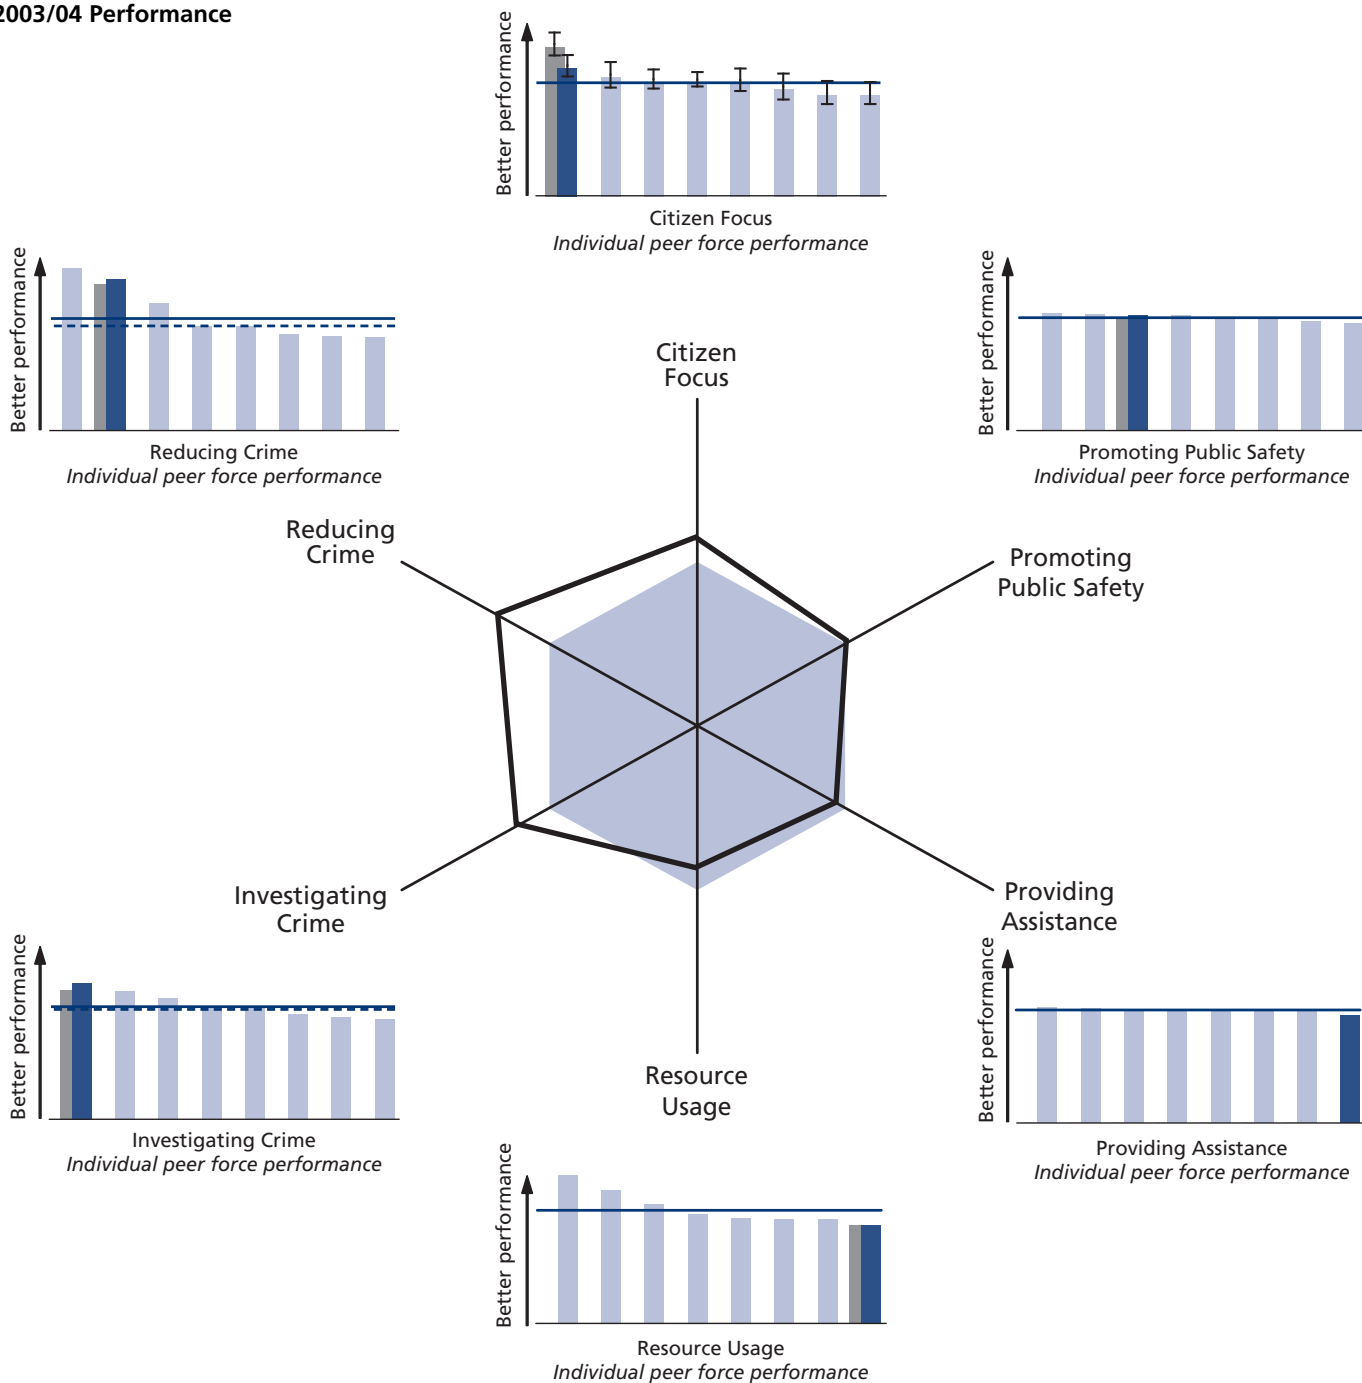 2003/04 Performance
Better performance
Citizen Focus
Individual peer force performance
Better performance
Reducing Crime
Individual peer force performance
Better performance
Promoting Public Safety
Individual peer force performance
Citizen
Focus
Reducing
Crime
Promoting
Public Safety
Investigating
Crime
Providing
Assistance
Resource
Usage
Better performance
Investigating Crime
Individual peer force performance
Better performance
Providing Assistance
Individual peer force performance
Better performance
Resource Usage
Individual peer force performance